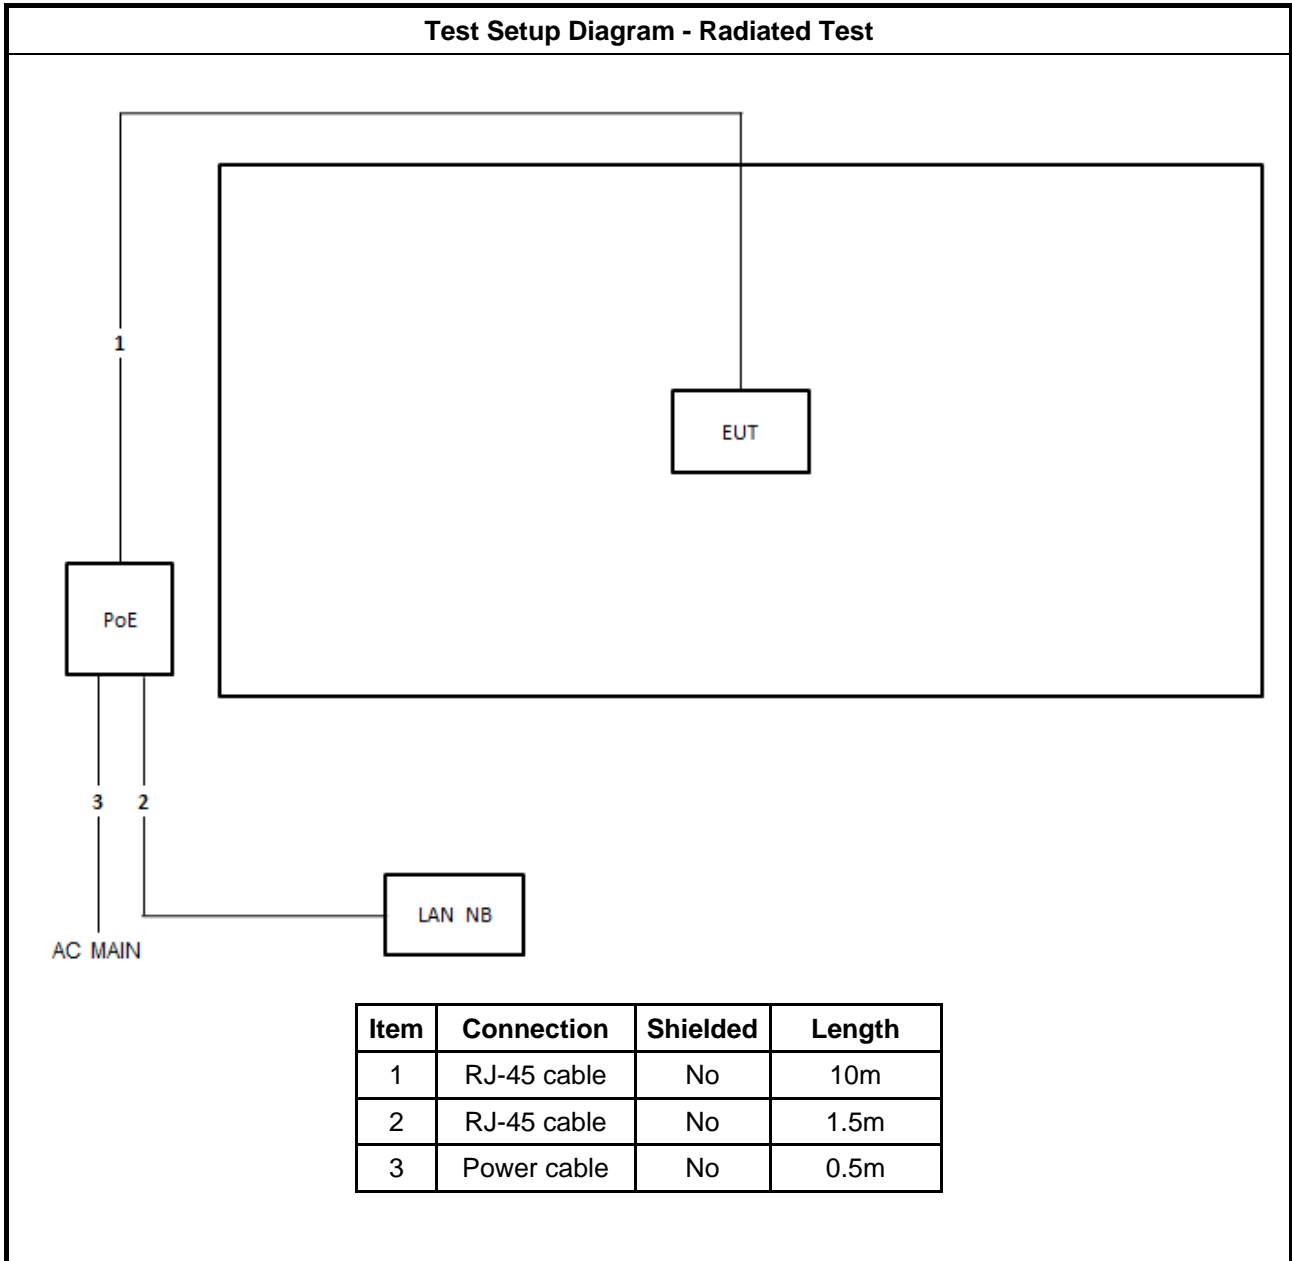 Test Setup Diagram - Radiated Test
1
EUT
PoE
3 2
LAN NB
AC MAIN
Item Connection Shielded Length
1 RJ-45 cable No 10m
2 RJ-45 cable No 1.5m
3 Power cable No 0.5m